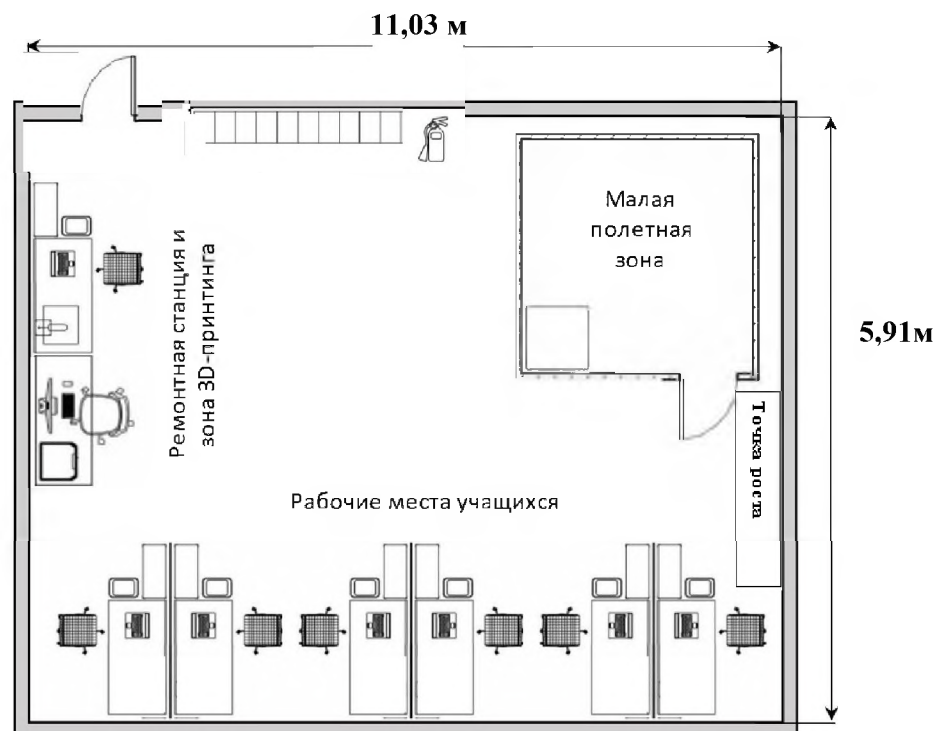 11,03 м
Малая
полетная
зона
5,91м
Ремонтная станция и
зона 3D-принтинга
Точка роста
Рабочие места учащихся